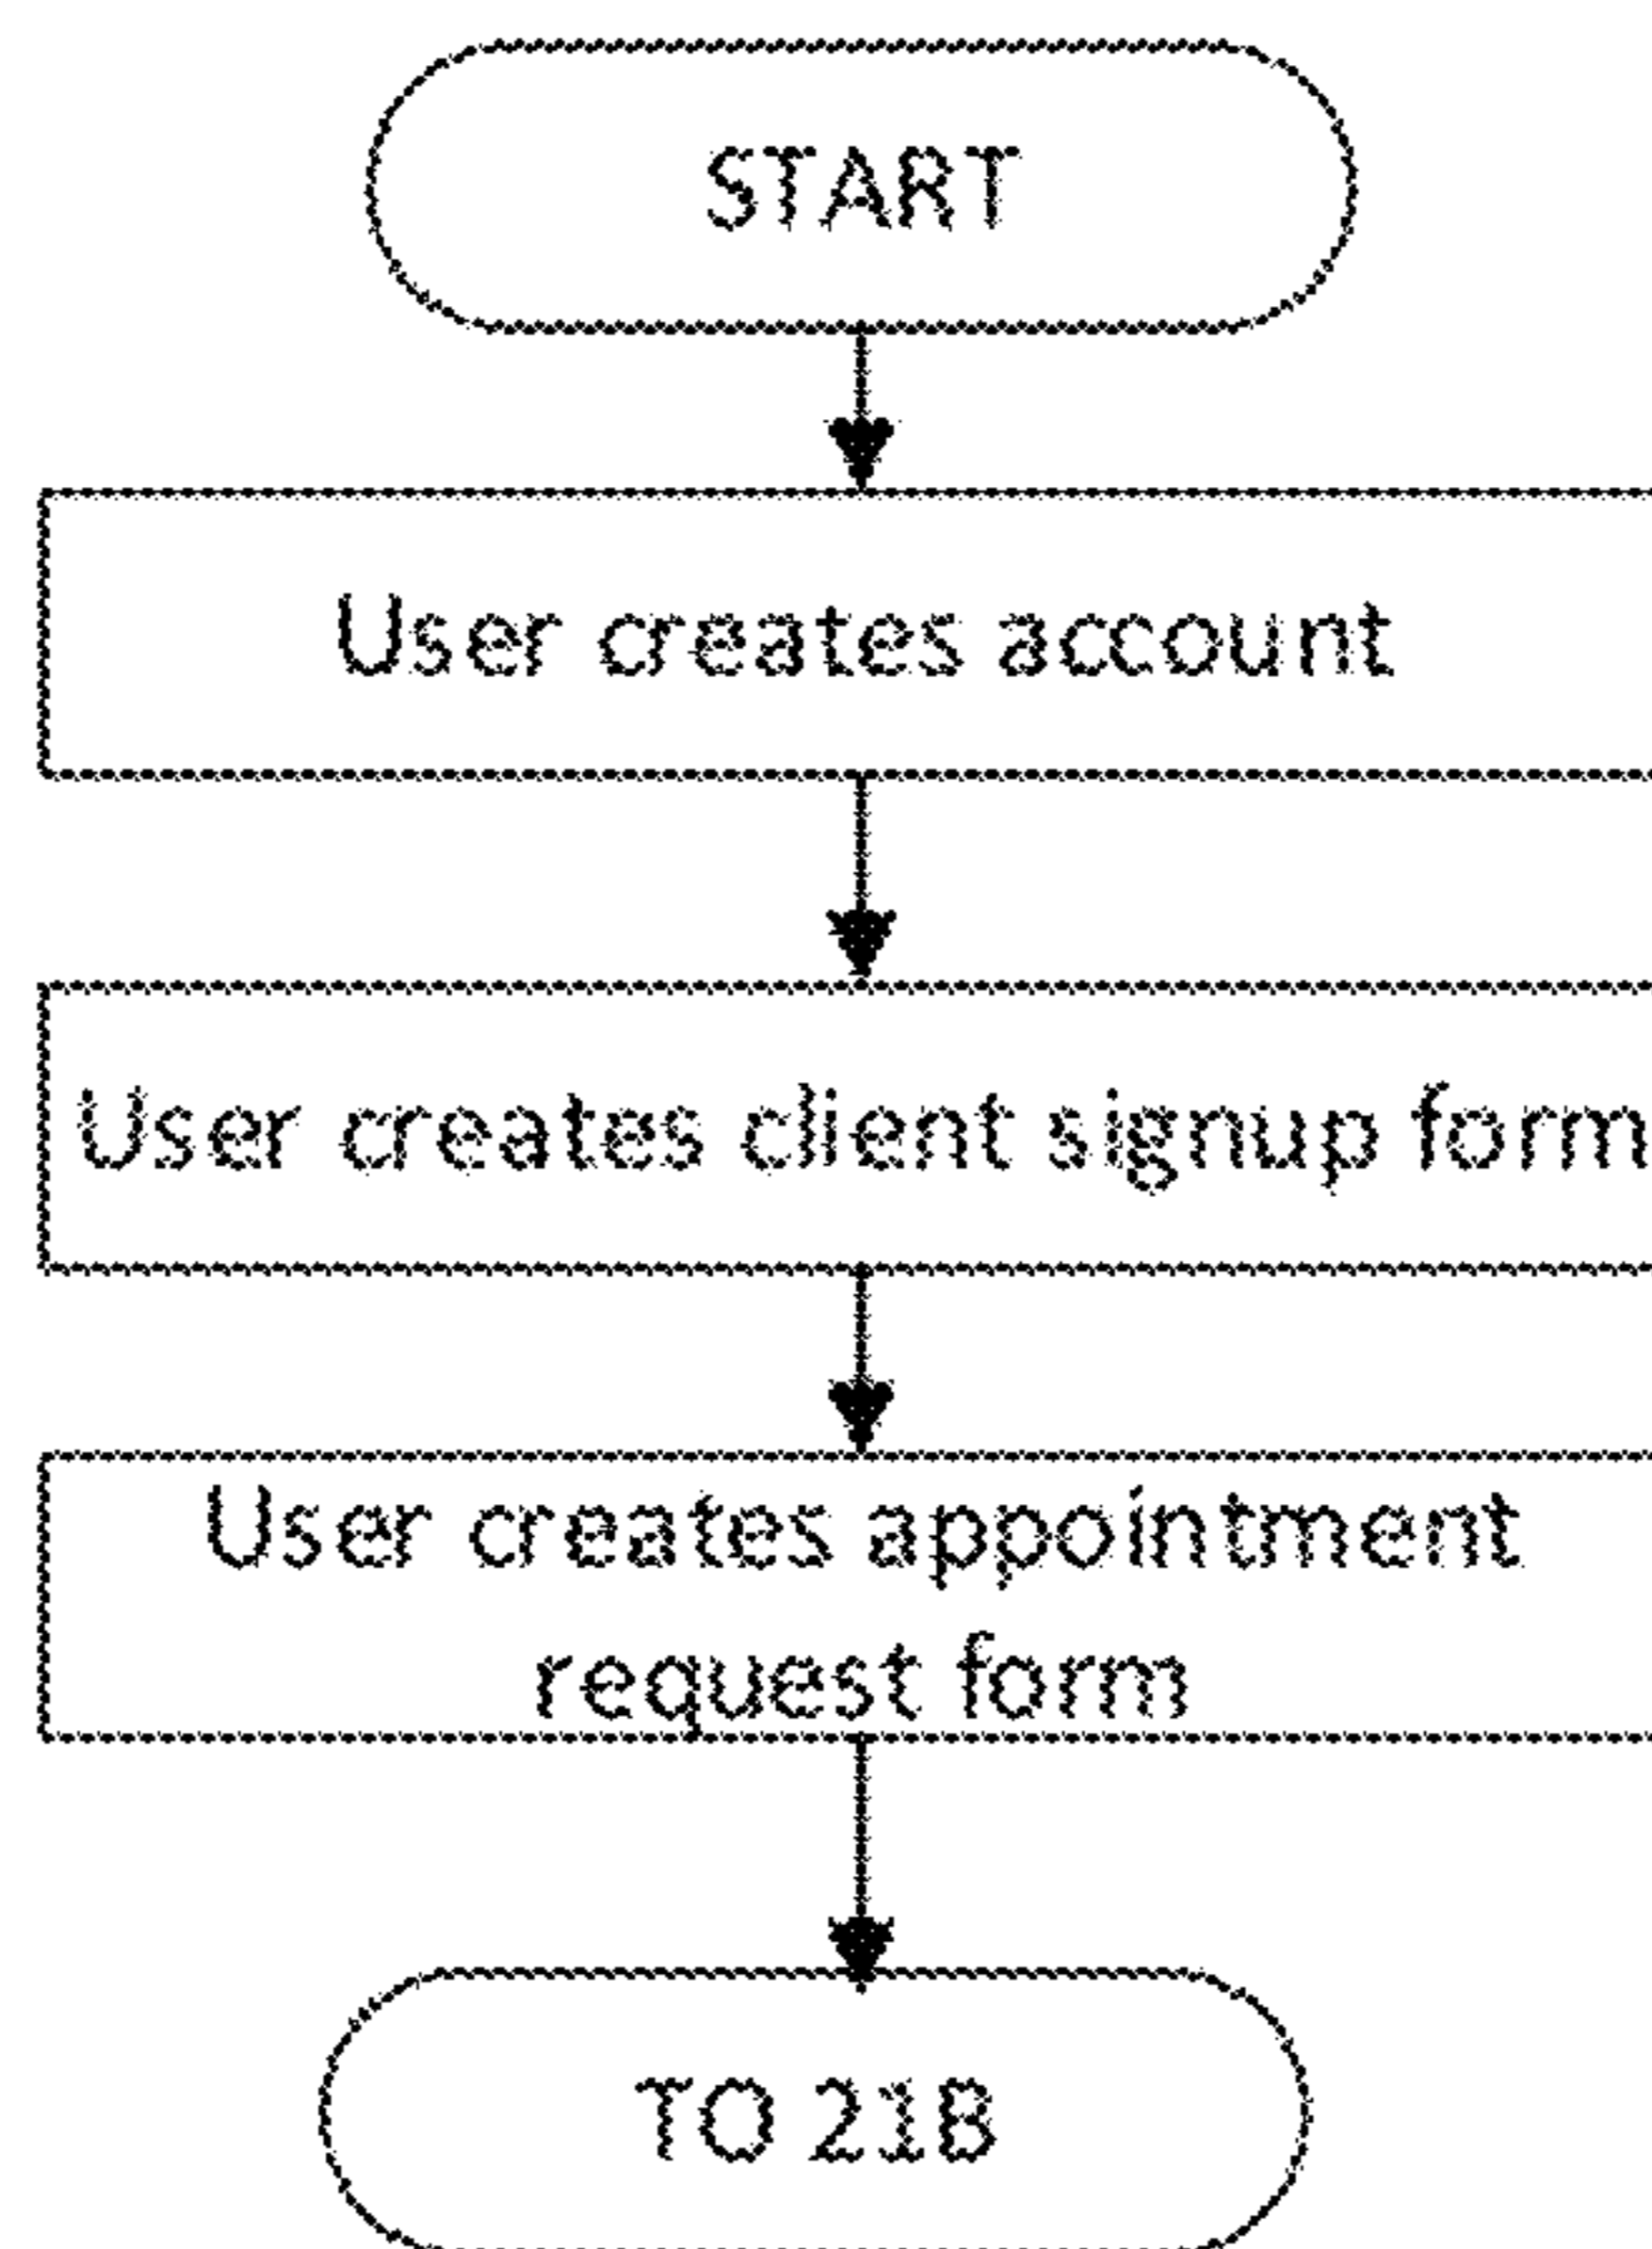 START
User creates account
User creates client signup form
User creates appointment
request form
TO 21B